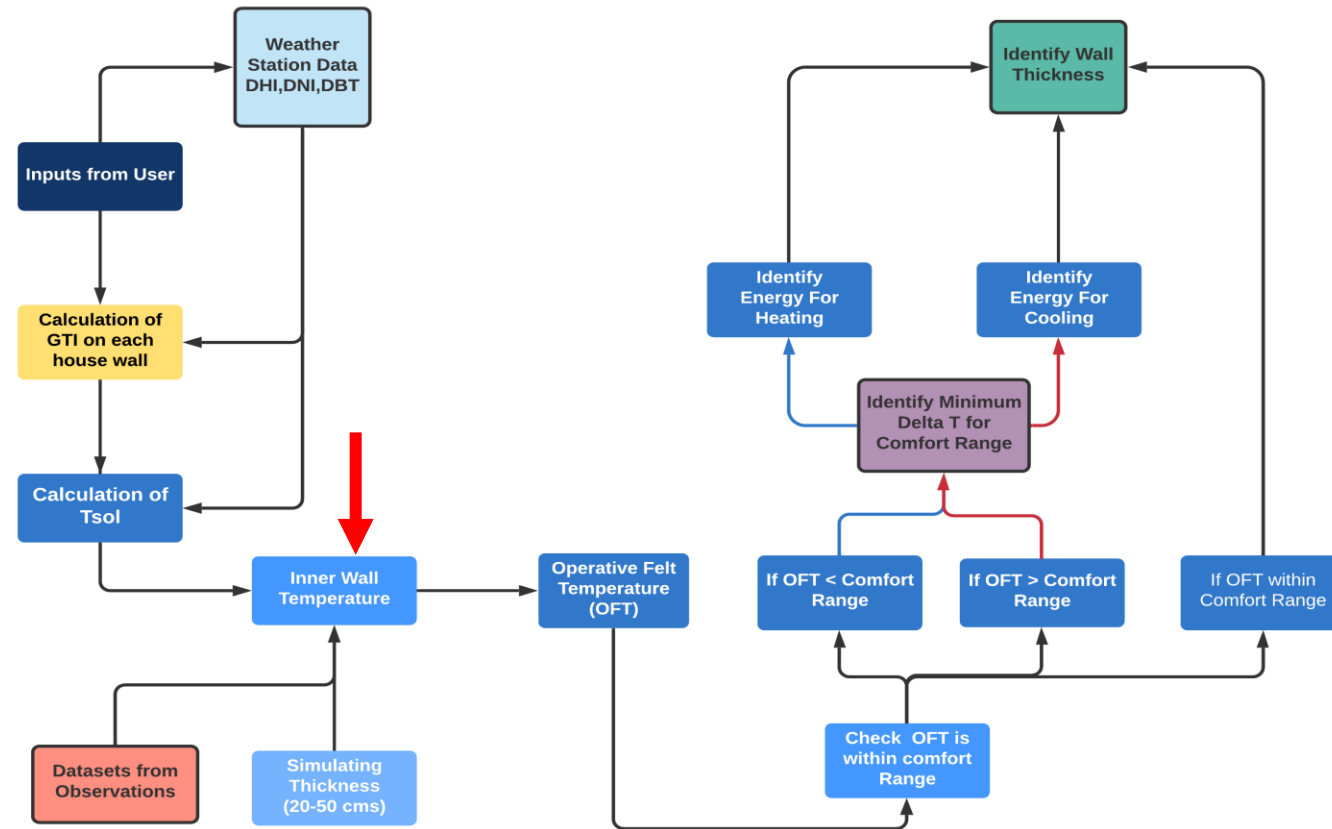 Weather
Station Data
DHI,DNI,DBT
Identify Wall
Thickness
Inputs from User
Identify
Energy For
Heating
Identify
Energy For
Cooling
Calculation of
GTI on each
house wall
Identify Minimum
Delta T for
Comfort Range
Calculation of
Tsol
Inner Wall
Temperature
Operative Felt
Temperature
(OFT)
If OFT < Comfort
Range
If OFT > Comfort
Range
If OFT within
Comfort Range
Datasets from
Observations
Simulating
Thickness
(20-50 cms)
Check OFT is
within comfort
Range